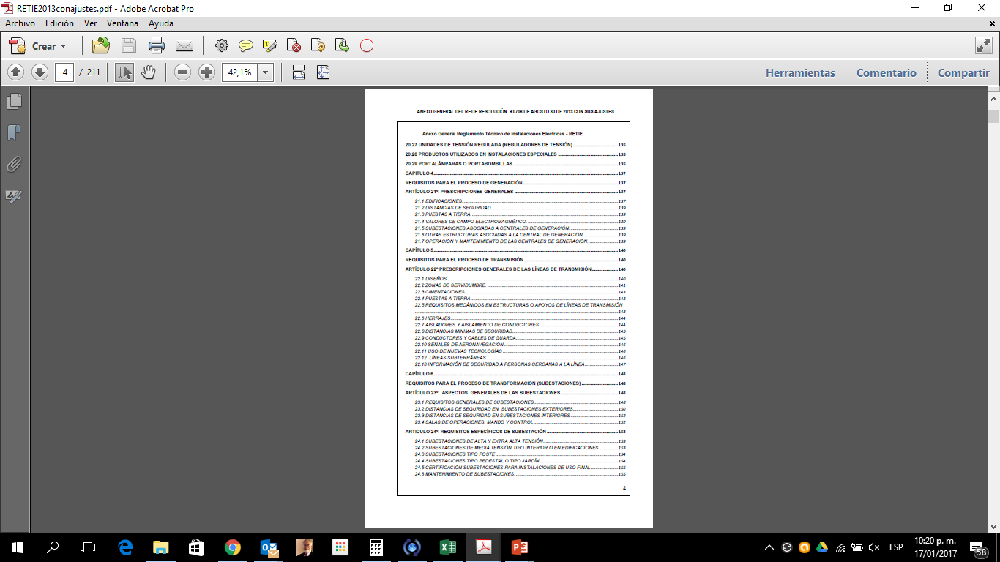 RETIE2013conajustes.pdf - Adobe Acrobat Pro
Archivo Edición Ver Ventana Ayuda
Crear
4 / 211 42,1% Herramientas Comentario Compartir
ANEXO GENERAL DEL RETIE RESOLUCIÓN 9 0708 DE AGOSTO 30 DE 2013 CON SUS AJUSTES
Anexo General Reglamento Técnico de Instalaciones Eléctricas - RETIE
20.27 UNIDADES DE TENSIÓN REGULADA (REGULADORES DE TENSIÓN) 135
20.28 PRODUCTOS UTILIZADOS EN INSTALACIONES ESPECIALES 135
20.29 PORTALÁMPARAS O PORTABOMBILLAS. 135
CAPITULO 4 137
REQUISITOS PARA EL PROCESO DE GENERACIÓN 137
ARTÍCULO 21º. PRESCRIPCIONES GENERALES 137
21.1 EDIFICACIONES. 137
21.2 DISTANCIAS DE SEGURIDAD. 139
21.3 PUESTAS A TIERRA. 139
21.4 VALORES DE CAMPO ELECTROMAGNÉTICO. 139
21.5 SUBESTACIONES ASOCIADAS A CENTRALES DE GENERACIÓN. 139
21.6 OTRAS ESTRUCTURAS ASOCIADAS A LA CENTRAL DE GENERACIÓN. 139
21.7 OPERACIÓN Y MANTENIMIENTO DE LAS CENTRALES DE GENERACIÓN. 139
CAPÍTULO 5 140
REQUISITOS PARA EL PROCESO DE TRANSMISIÓN 140
ARTÍCULO 22º PRESCRIPCIONES GENERALES DE LAS LÍNEAS DE TRANSMISIÓN 140
22.1 DISEÑOS. 140
22.2 ZONAS DE SERVIDUMBRE. 141
22.3 CIMENTACIONES 143
22.4 PUESTAS A TIERRA 143
22.5 REQUISITOS MECÁNICOS EN ESTRUCTURAS O APOYOS DE LÍNEAS DE TRANSMISIÓN
143
22.6 HERRAJES 144
22.7 AISLADORES Y AISLAMIENTO DE CONDUCTORES 144
22.8 DISTANCIAS MÍNIMAS DE SEGURIDAD 145
22.9 CONDUCTORES Y CABLES DE GUARDA 145
22.10 SEÑALES DE AERONAVEGACIÓN 146
22.11 USO DE NUEVAS TECNOLOGÍAS 146
22.12 LÍNEAS SUBTERRÁNEAS 146
22.13 INFORMACIÓN DE SEGURIDAD A PERSONAS CERCANAS A LA LÍNEA 147
CAPÍTULO 6 148
REQUISITOS PARA EL PROCESO DE TRANSFORMACIÓN (SUBESTACIONES) 148
ARTÍCULO 23º. ASPECTOS GENERALES DE LAS SUBESTACIONES 148
23.1 REQUISITOS GENERALES DE SUBESTACIONES 148
23.2 DISTANCIAS DE SEGURIDAD EN SUBESTACIONES EXTERIORES 150
23.3 DISTANCIAS DE SEGURIDAD EN SUBESTACIONES INTERIORES 152
23.4 SALAS DE OPERACIONES, MANDO Y CONTROL 152
ARTICULO 24º. REQUISITOS ESPECÍFICOS DE SUBESTACIÓN 153
24.1 SUBESTACIONES DE ALTA Y EXTRA ALTA TENSIÓN 153
24.2 SUBESTACIONES DE MEDIA TENSIÓN TIPO INTERIOR O EN EDIFICACIONES 153
24.3 SUBESTACIONES TIPO POSTE 154
24.4 SUBESTACIONES TIPO PEDESTAL O TIPO JARDÍN 154
24.5 CERTIFICACIÓN SUBESTACIONES PARA INSTALACIONES DE USO FINAL 155
24.6 MANTENIMIENTO DE SUBESTACIONES. 155
4
ESP
10:20 p. m.
17/01/2017
58